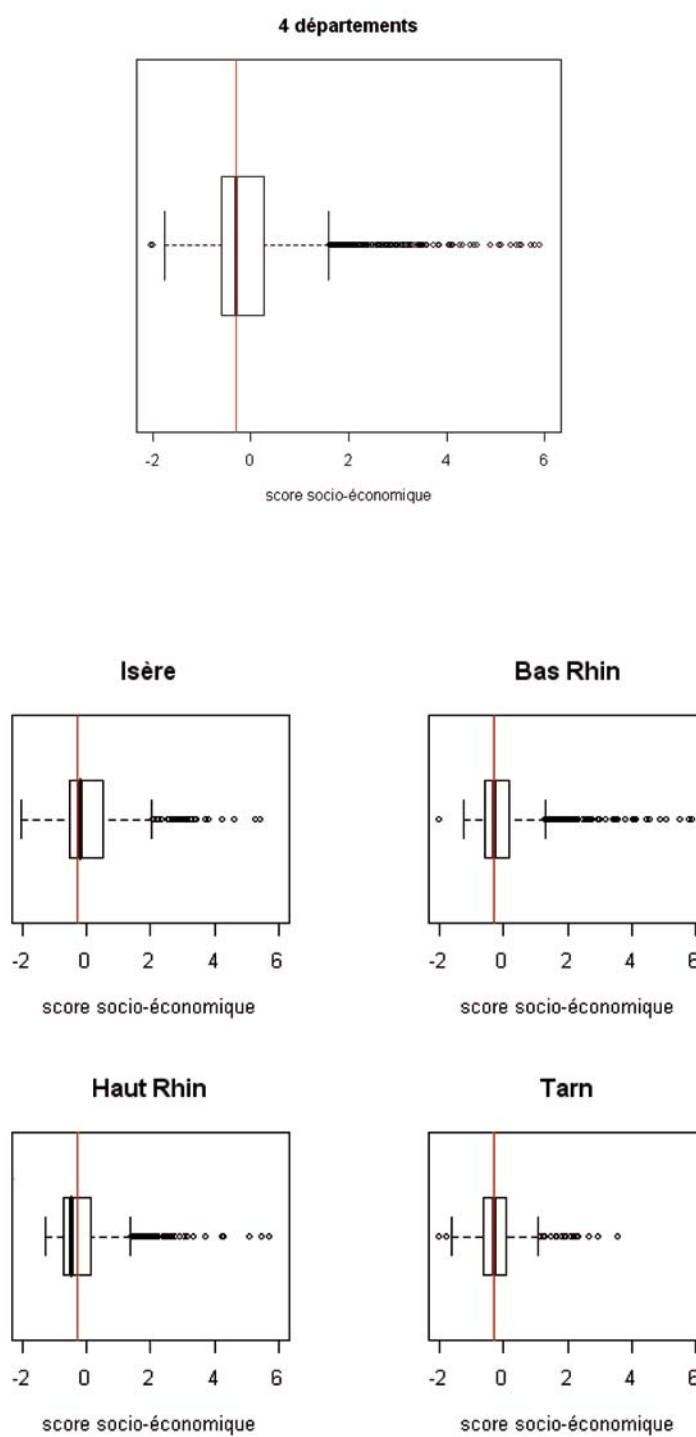 4 départements
-2 0 2 4 6
score socio-économique
Isère
-2 0 2 4 6
score socio-économique
Bas Rhin
-2 0 2 4 6
score socio-économique
Haut Rhin
-2 0 2 4 6
score socio-économique
Tarn
-2 0 2 4 6
score socio-économique